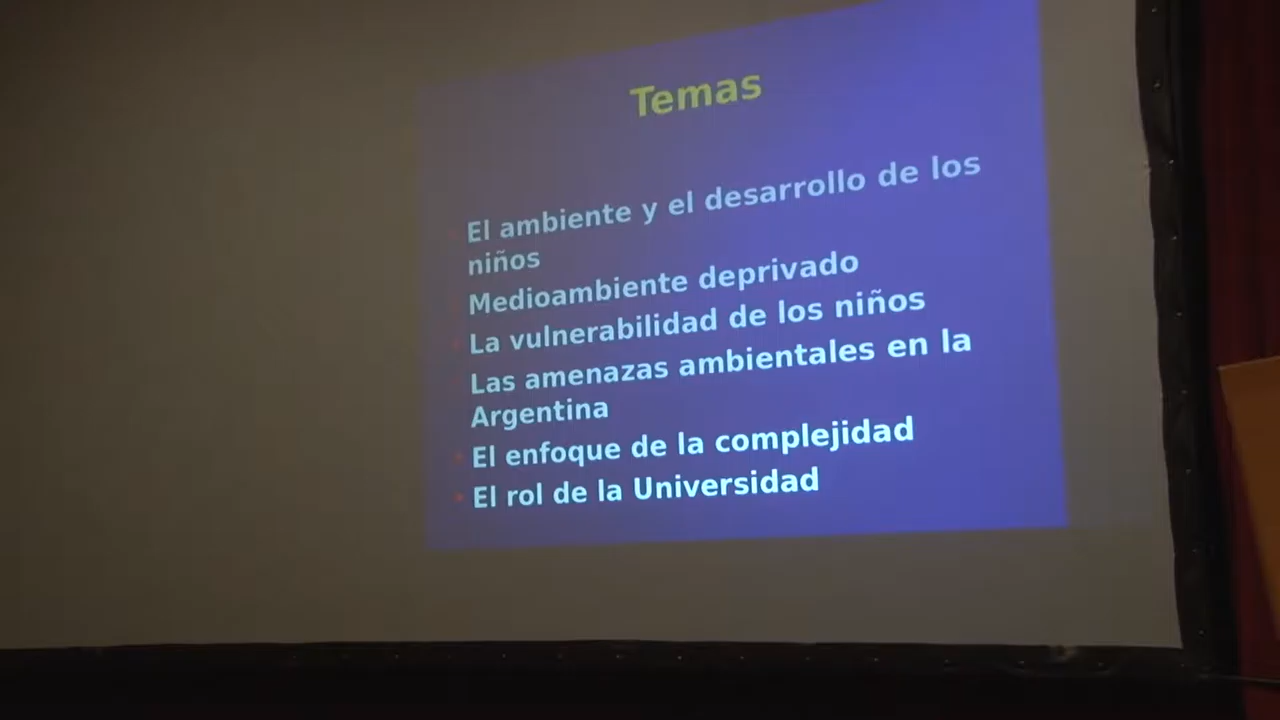 Temas
El ambiente y el desarrollo de los
niños
Medioambiente deprivado
La vulnerabilidad de los niños
Las amenazas ambientales en la
Argentina
El enfoque de la complejidad
El rol de la Universidad